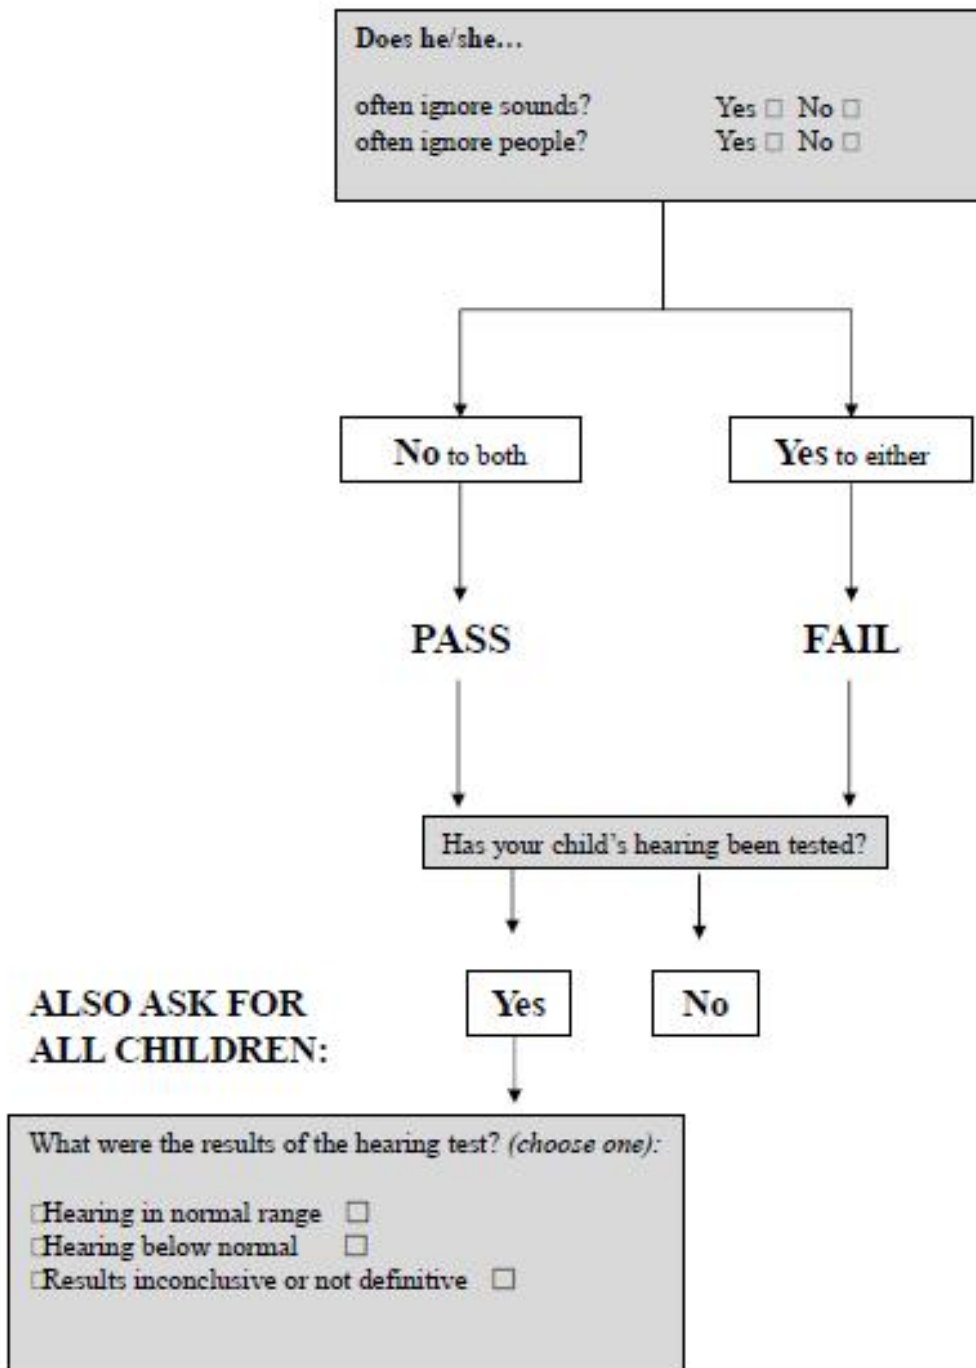 Does he/she…
often ignore sounds? Yes □ No □
often ignore people? Yes □ No □
No to both
Yes to either
PASS
FAIL
Has your child's hearing been tested?
ALSO ASK FOR
ALL CHILDREN:
Yes
No
What were the results of the hearing test? (choose one):
□Hearing in normal range □
□Hearing below normal □
□Results inconclusive or not definitive □